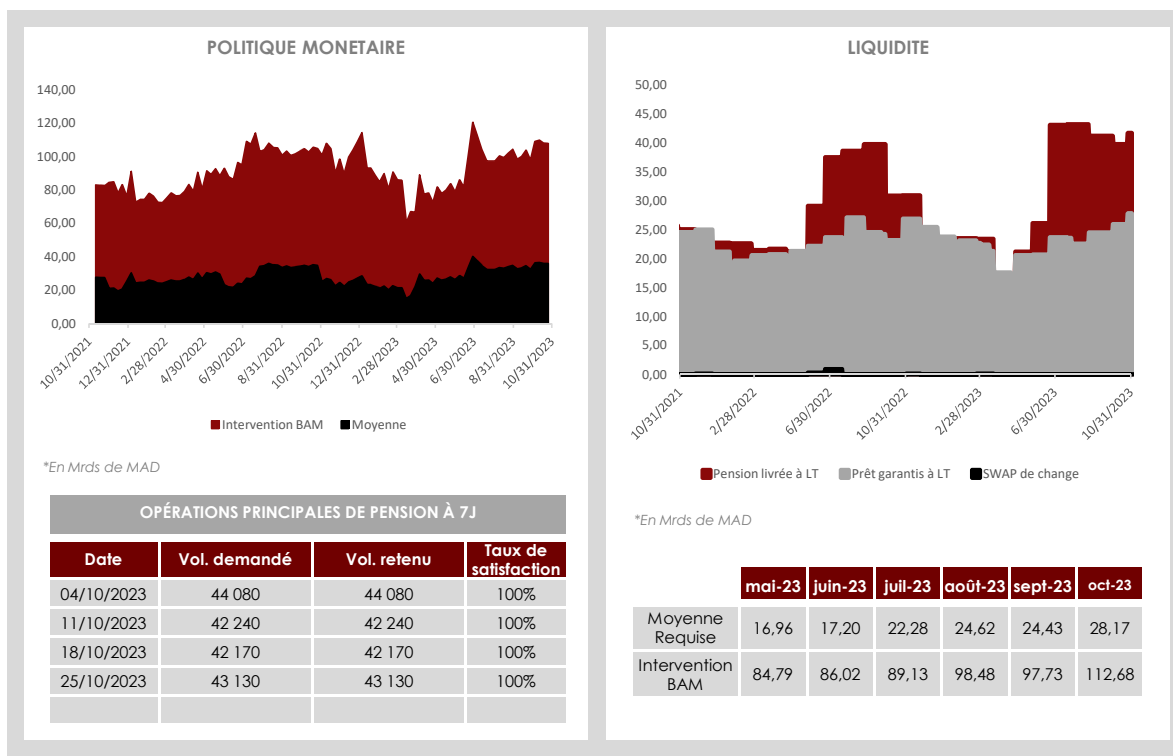 POLITIQUE MONETAIRE
140,00
120,00
100,00
80,00
60,00
40,00
20,00
0,00
10/31/2021 12/31/2021 2/28/2022 4/30/2022 6/30/2022 8/31/2022 10/31/2022 12/31/2022 2/28/2023 4/30/2023 6/30/2023 8/31/2023 10/31/2023
Intervention BAM Moyenne
*En Mrds de MAD
OPÉRATIONS PRINCIPALES DE PENSION À 7J
Date Vol. demandé Vol. retenu Taux de satisfaction
04/10/2023 44 080 44 080 100%
11/10/2023 42 240 42 240 100%
18/10/2023 42 170 42 170 100%
25/10/2023 43 130 43 130 100%
LIQUIDITE
50,00
45,00
40,00
35,00
30,00
25,00
20,00
15,00
10,00
5,00
0,00
10/31/2021 2/28/2022 6/30/2022 10/31/2022 2/28/2023 6/30/2023 10/31/2023
Pension livrée à LT Prêt garantis à LT SWAP de change
*En Mrds de MAD
mai-23 juin-23 juil-23 août-23 sept-23 oct-23
Moyenne Requise 16,96 17,20 22,28 24,62 24,43 28,17
Intervention BAM 84,79 86,02 89,13 98,48 97,73 112,68